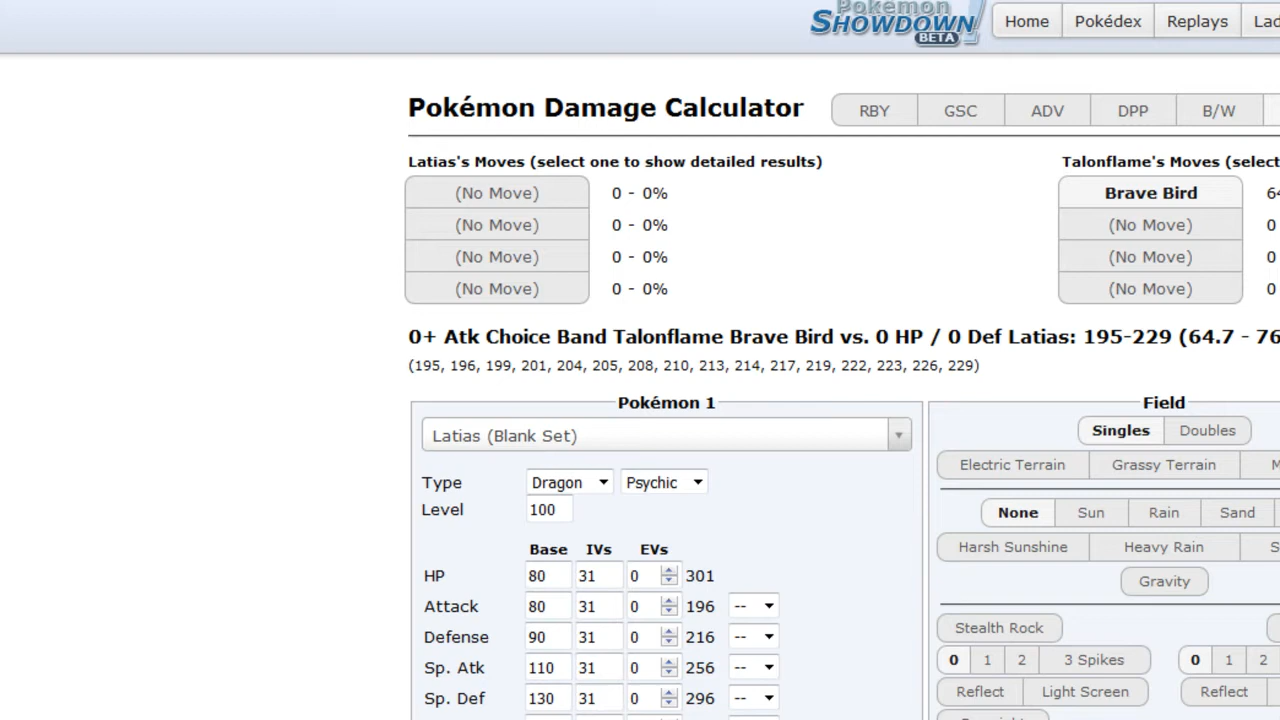 Pokémon
SHOWDOWN
BETA
Home Pokédex Replays Lad
Pokémon Damage Calculator RBY GSC ADV DPP B/W
Latias's Moves (select one to show detailed results) Talonflame's Moves (select
(No Move) 0 - 0% Brave Bird 64
(No Move) 0 - 0% (No Move) 0
(No Move) 0 - 0% (No Move) 0
(No Move) 0 - 0% (No Move) 0
0+ Atk Choice Band Talonflame Brave Bird vs. 0 HP / 0 Def Latias: 195-229 (64.7 - 76
(195, 196, 199, 201, 204, 205, 208, 210, 213, 214, 217, 219, 222, 223, 226, 229)
Pokémon 1 Field
Latias (Blank Set) Singles Doubles
Electric Terrain Grassy Terrain M
Type Dragon Psychic
Level 100 None Sun Rain Sand
Base IVs EVs Harsh Sunshine Heavy Rain S
HP 80 31 0 301 Gravity
Attack 80 31 0 196 --
Defense 90 31 0 216 -- Stealth Rock
Sp. Atk 110 31 0 256 -- 0 1 2 3 Spikes 0 1 2
Sp. Def 130 31 0 296 -- Reflect Light Screen Reflect